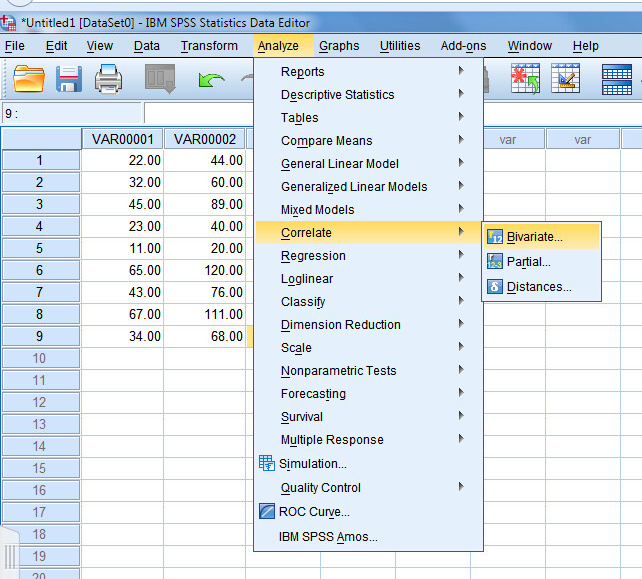 *Untitled1 [DataSet0] - IBM SPSS Statistics Data Editor
File Edit View Data Transform Analyze Graphs Utilities Add-ons Window Help
9 :
VAR00001 VAR00002 var var
1 22.00 44.00
2 32.00 60.00
3 45.00 89.00
4 23.00 40.00
5 11.00 20.00
6 65.00 120.00
7 43.00 76.00
8 67.00 111.00
9 34.00 68.00
10
11
12
13
14
15
16
17
18
19
20
Reports
Descriptive Statistics
Tables
Compare Means
General Linear Model
Generalized Linear Models
Mixed Models
Correlate
Regression
Loglinear
Classify
Dimension Reduction
Scale
Nonparametric Tests
Forecasting
Survival
Multiple Response
Simulation...
Quality Control
ROC Curve...
IBM SPSS Amos...
Bivariate...
Partial...
Distances...